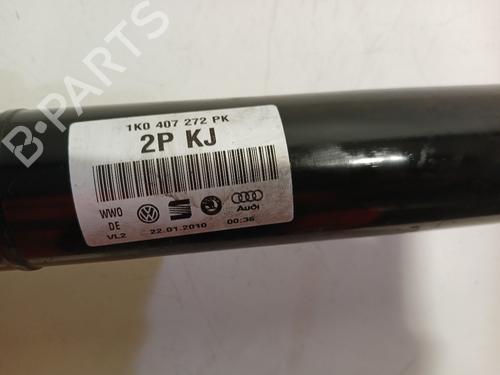 B-PARTS
1K0 407 272 PK
2P KJ
WWO
DE
VL2
22.01.2010
00:36
Audi